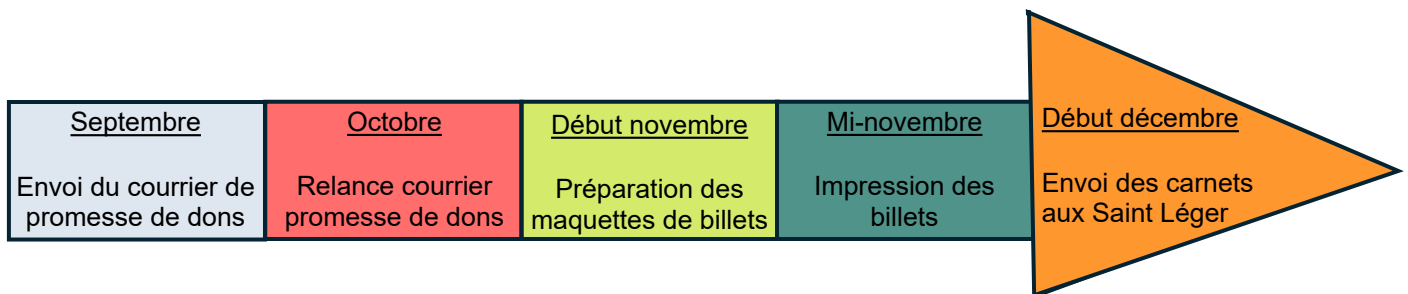 Septembre
Envoi du courrier de
promesse de dons
Octobre
Relance courrier
promesse de dons
Début novembre
Préparation des
maquettes de billets
Mi-novembre
Impression des
billets
Début décembre
Envoi des carnets
aux Saint Léger